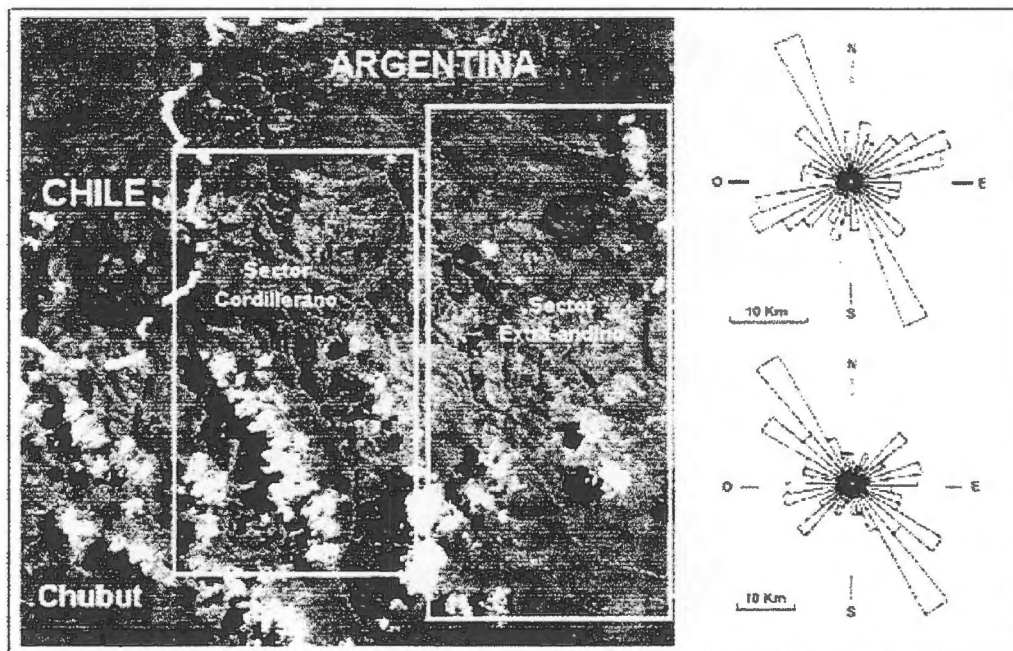 ARGENTINA
CHILE
Sector
Cordillerano
Sector
Extra-andino
Chubut
N
O
E
10 Km
S
N
O
E
10 Km
S